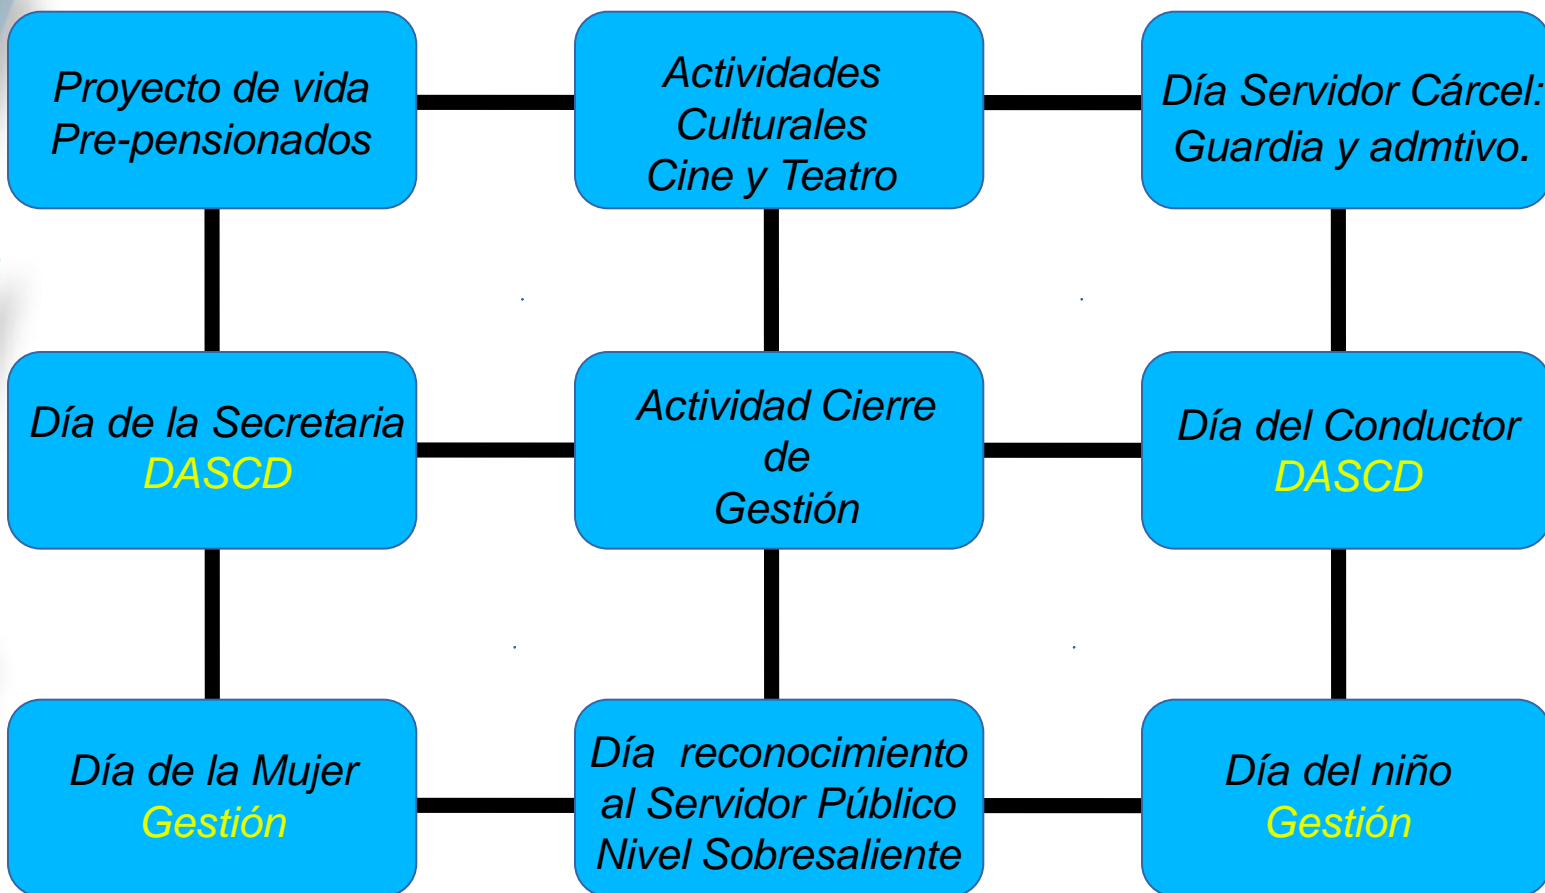 Proyecto de vida
Pre-pensionados
Actividades
Culturales
Cine y Teatro
Día Servidor Cárcel:
Guardia y admtivo.
Día de la Secretaria
DASCD
Actividad Cierre
de
Gestión
Día del Conductor
DASCD
Día de la Mujer
Gestión
Día reconocimiento
al Servidor Público
Nivel Sobresaliente
Día del niño
Gestión